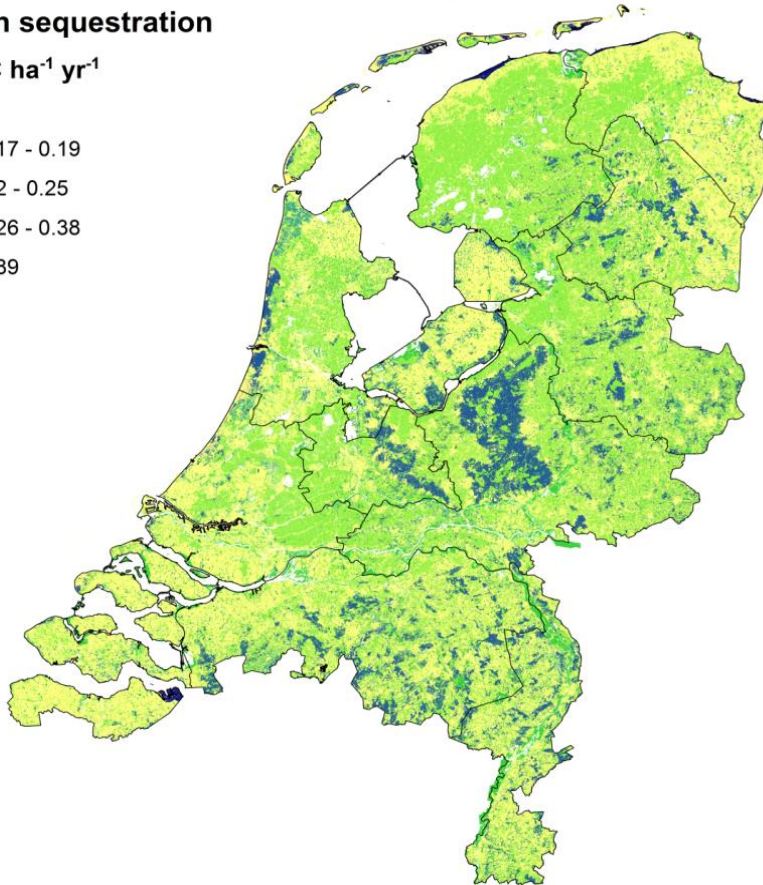 n sequestration
ha⁻¹ yr⁻¹
17 - 0.19
2 - 0.25
26 - 0.38
39